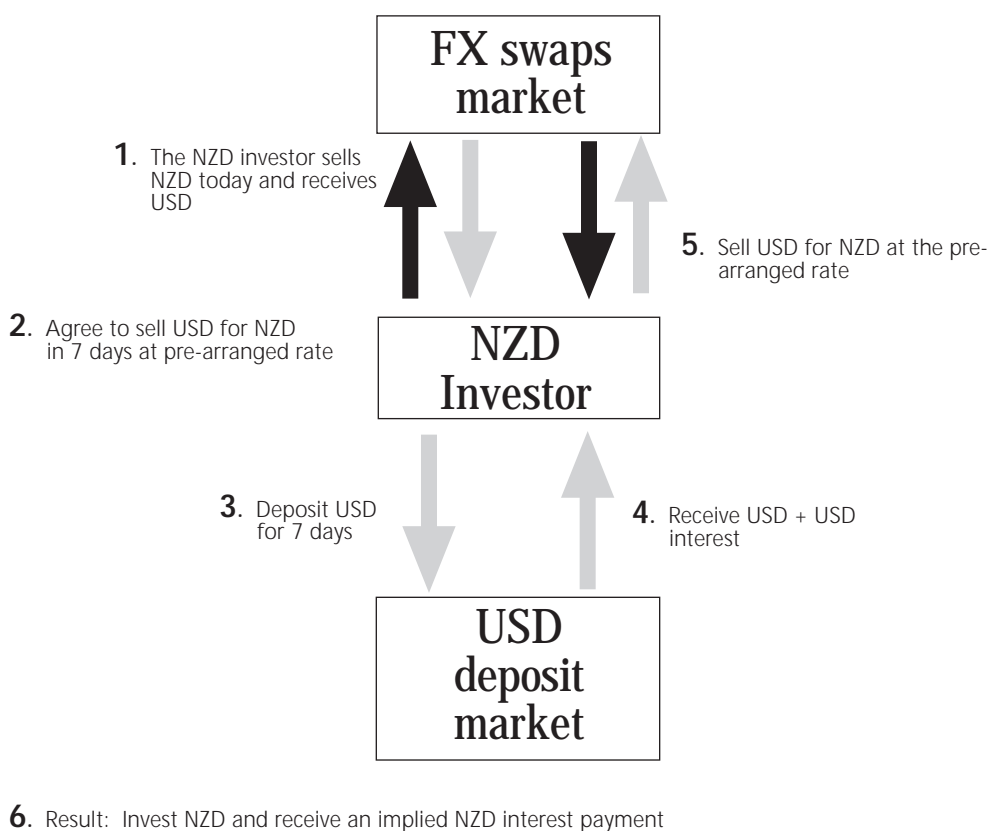 FX swaps
market
1. The NZD investor sells
NZD today and receives
USD
5. Sell USD for NZD at the pre-
arranged rate
2. Agree to sell USD for NZD
in 7 days at pre-arranged rate
NZD
Investor
3. Deposit USD
for 7 days
4. Receive USD + USD
interest
USD
deposit
market
6. Result: Invest NZD and receive an implied NZD interest payment